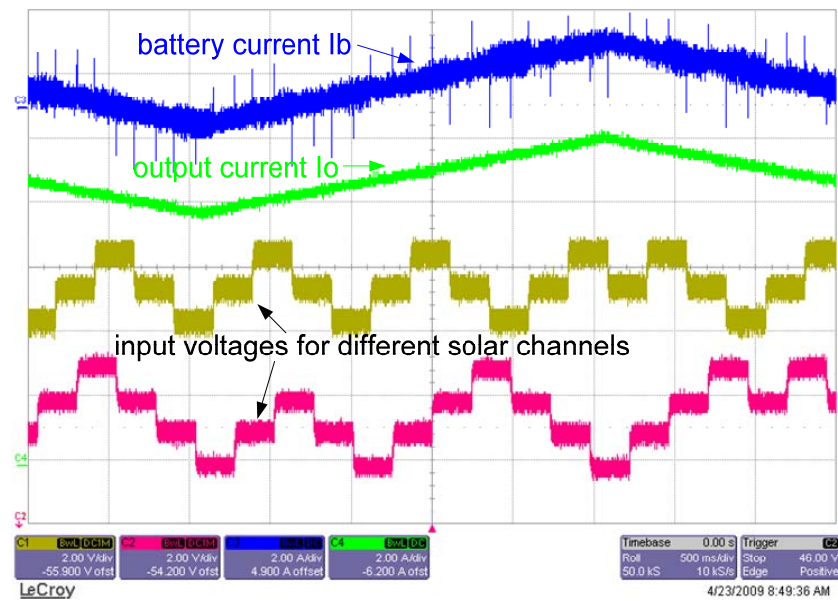 battery current Ib
C3
output current Io
input voltages for different solar channels
C4
C2
C1 BwL DC1M
2.00 V/div
-55.900 V ofst
C2 BwL DC1M
2.00 V/div
-54.200 V ofst
2.00 A/div
4.900 A offset
C4 BwL DC
2.00 A/div
-6.200 A ofst
Timebase 0.00 s
Roll 500 ms/div
50.0 kS 10 kS/s
Trigger C2
Stop 46.00 V
Edge Positive
LeCroy
4/23/2009 8:49:36 AM